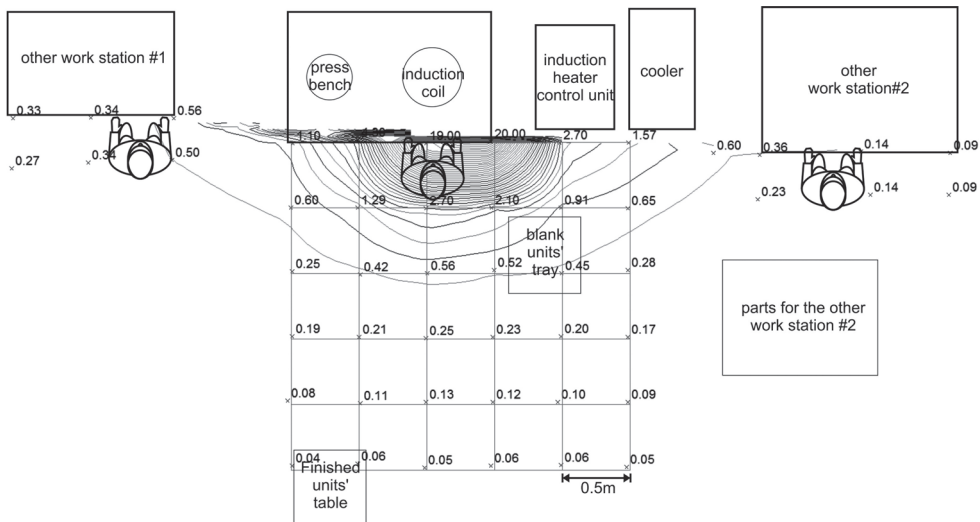 other work station #1
press
bench
induction
coil
induction
heater
control unit
cooler
other
work station#2
0.33 0.34 0.56
0.27 0.34 0.50
1.10 19.00 20.00 2.70 1.57
0.60 0.36 0.14 0.09
0.23 0.14 0.09
0.60 1.29 2.70 2.10 0.91 0.65
blank
units'
tray
0.25 0.42 0.56 0.52 0.45 0.28
parts for the other
work station #2
0.19 0.21 0.25 0.23 0.20 0.17
0.08 0.11 0.13 0.12 0.10 0.09
0.04 0.06 0.05 0.06 0.06 0.05
Finished
units'
table
0.5m